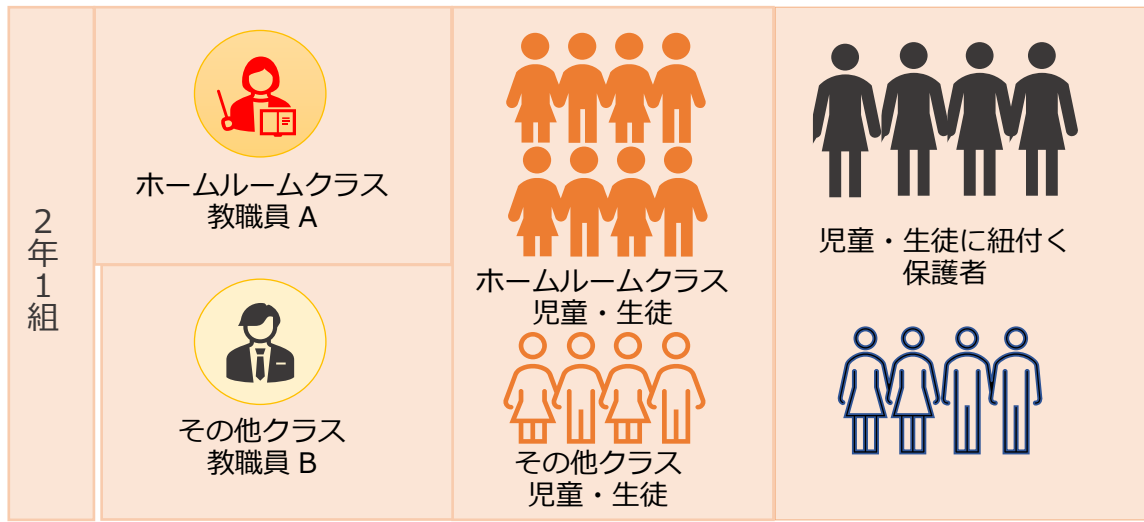 2年1組
ホームルームクラス
教職員 A
その他クラス
教職員 B
ホームルームクラス
児童・生徒
その他クラス
児童・生徒
児童・生徒に紐付く
保護者